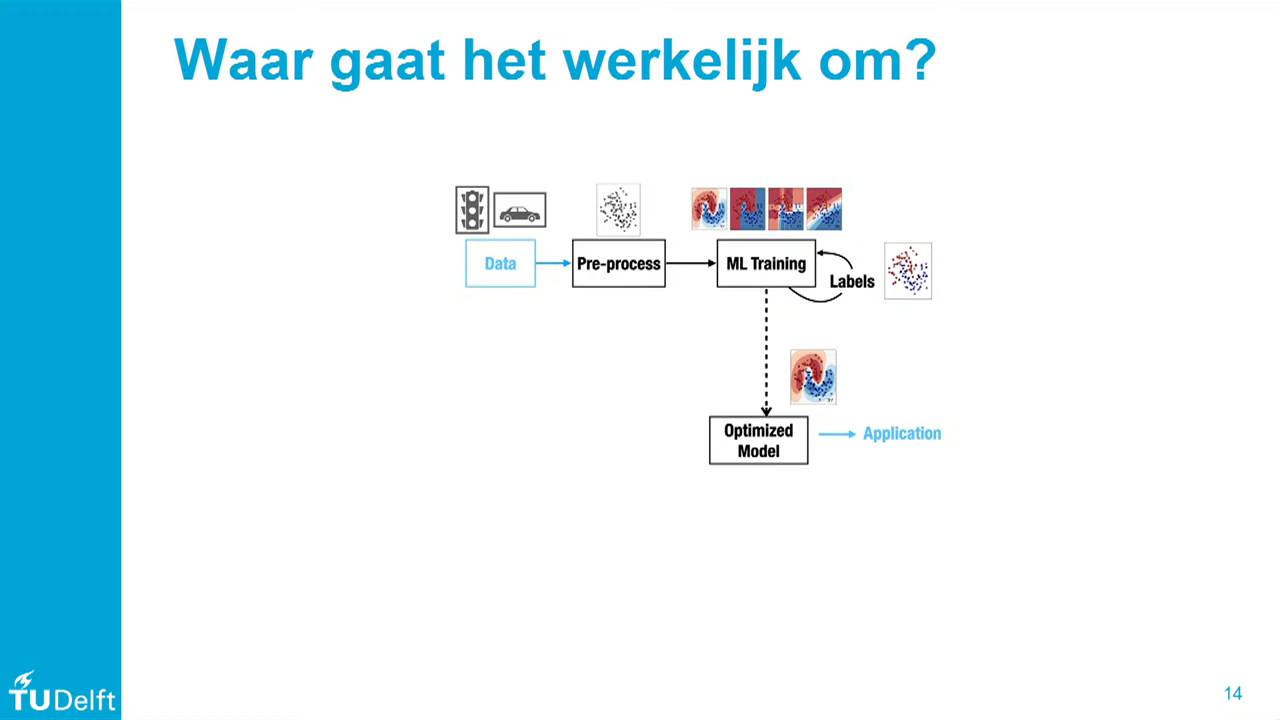 Waar gaat het werkelijk om?
Data
Pre-process
ML Training
Labels
Optimized
Model
Application
TUDelft
14